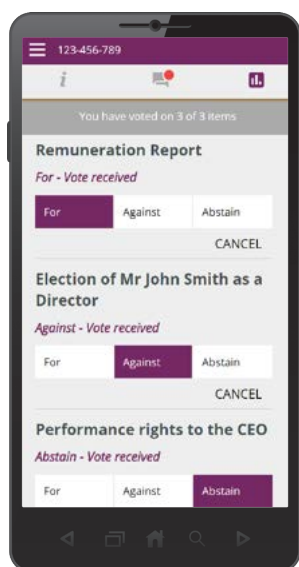 123-456-789
i
You have voted on 3 of 3 items
Remuneration Report
For - Vote received
For Against Abstain
CANCEL
Election of Mr John Smith as a
Director
Against - Vote received
For Against Abstain
CANCEL
Performance rights to the CEO
Abstain - Vote received
For Against Abstain